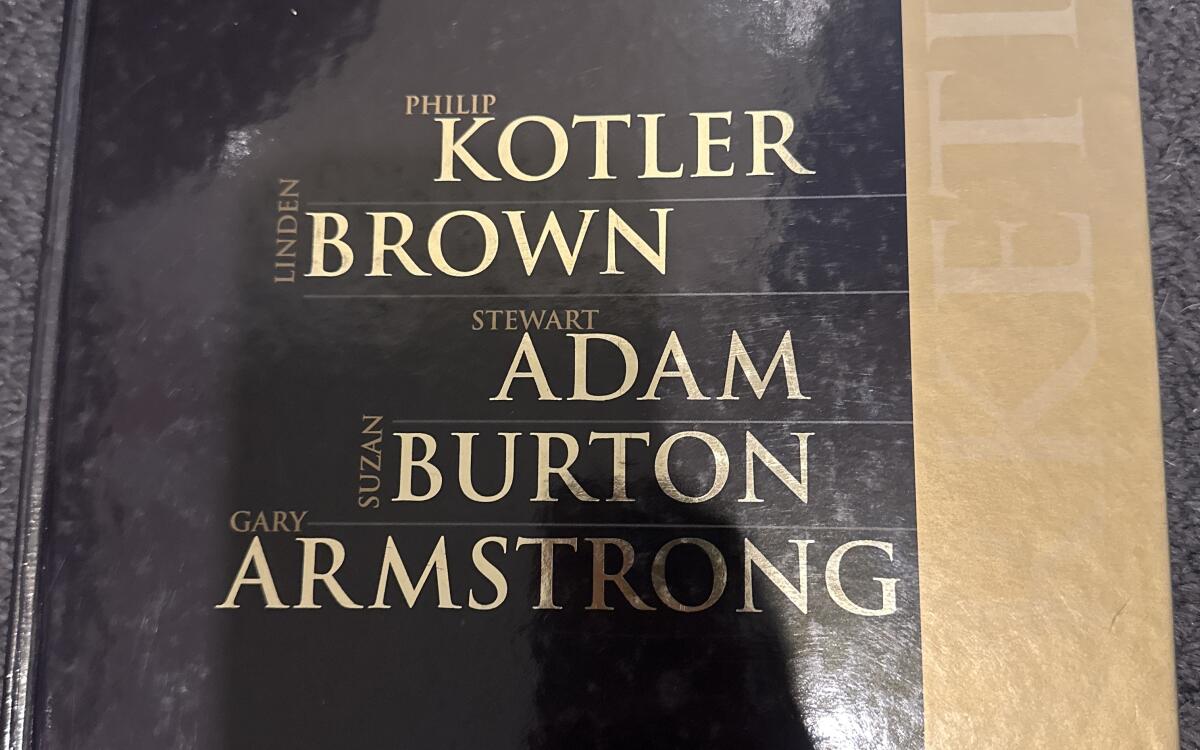 PHILIP
KOTLER
LINDEN
BROWN
STEWART
ADAM
SUZAN
BURTON
GARY
ARMSTRONG
KETI